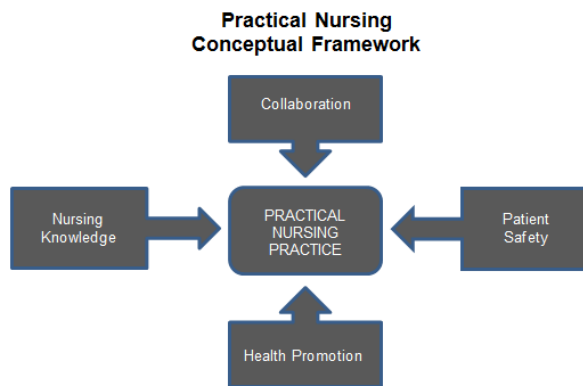 Practical Nursing
Conceptual Framework
Collaboration
Nursing
Knowledge
PRACTICAL
NURSING
PRACTICE
Patient
Safety
Health Promotion